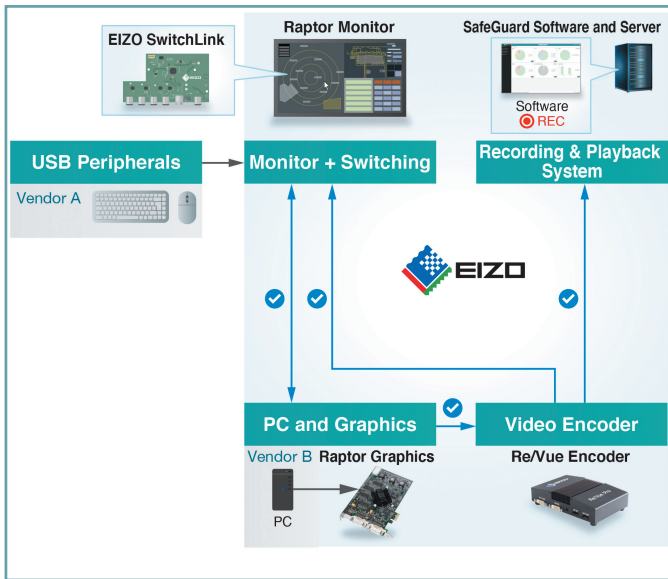 EIZO SwitchLink
Raptor Monitor
SafeGuard Software and Server
EIZO
Software
REC
USB Peripherals
Monitor + Switching
Recording & Playback
System
Vendor A
EIZO
PC and Graphics
Video Encoder
Vendor B
Raptor Graphics
Re/Vue Encoder
PC